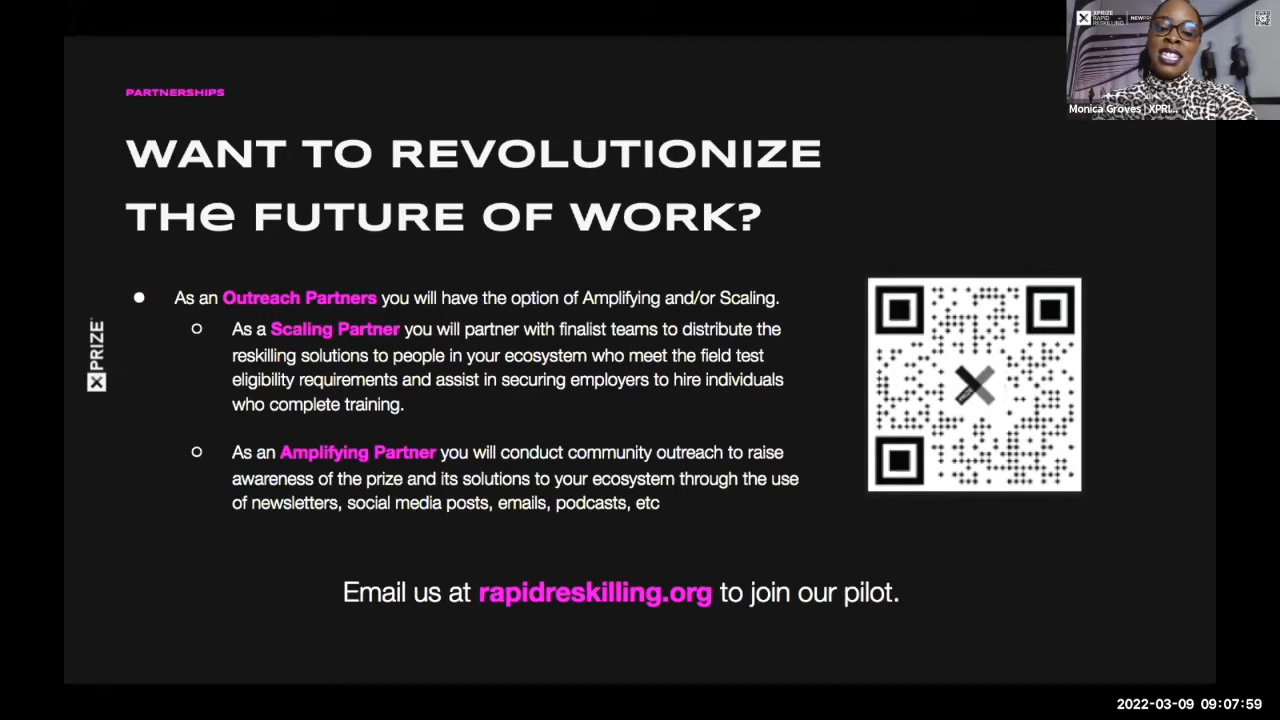 XPRIZE
RAPID
RESKILLING
Monica Groves | XPRI...
PARTNERSHIPS
WANT TO REVOLUTIONIZE
THe FUTURE OF WORK?
As an Outreach Partners you will have the option of Amplifying and/or Scaling.
As a Scaling Partner you will partner with finalist teams to distribute the
reskilling solutions to people in your ecosystem who meet the field test
eligibility requirements and assist in securing employers to hire individuals
who complete training.
As an Amplifying Partner you will conduct community outreach to raise
awareness of the prize and its solutions to your ecosystem through the use
of newsletters, social media posts, emails, podcasts, etc
XPRIZE
Email us at rapidreskilling.org to join our pilot.
2022-03-09 09:07:59